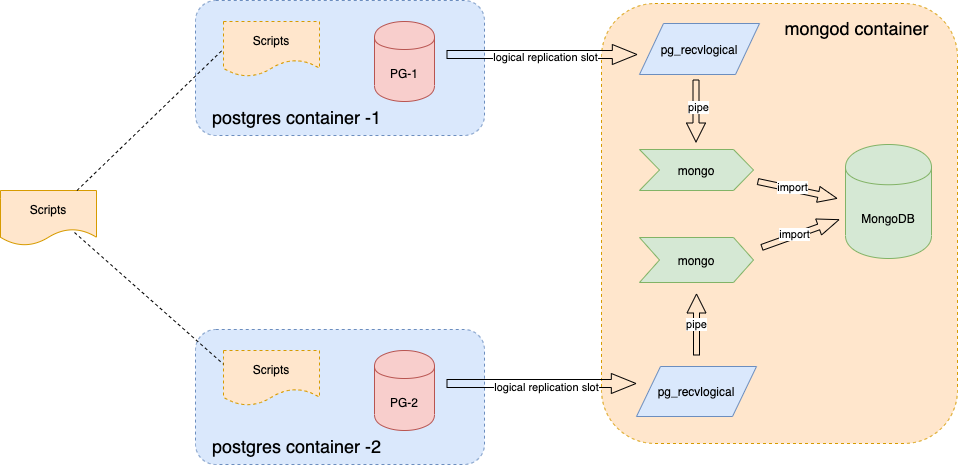 Scripts
PG-1
postgres container -1
logical replication slot
mongod container
pg_recvlogical
pipe
mongo
import
Scripts
MongoDB
import
mongo
pipe
Scripts
PG-2
postgres container -2
logical replication slot
pg_recvlogical